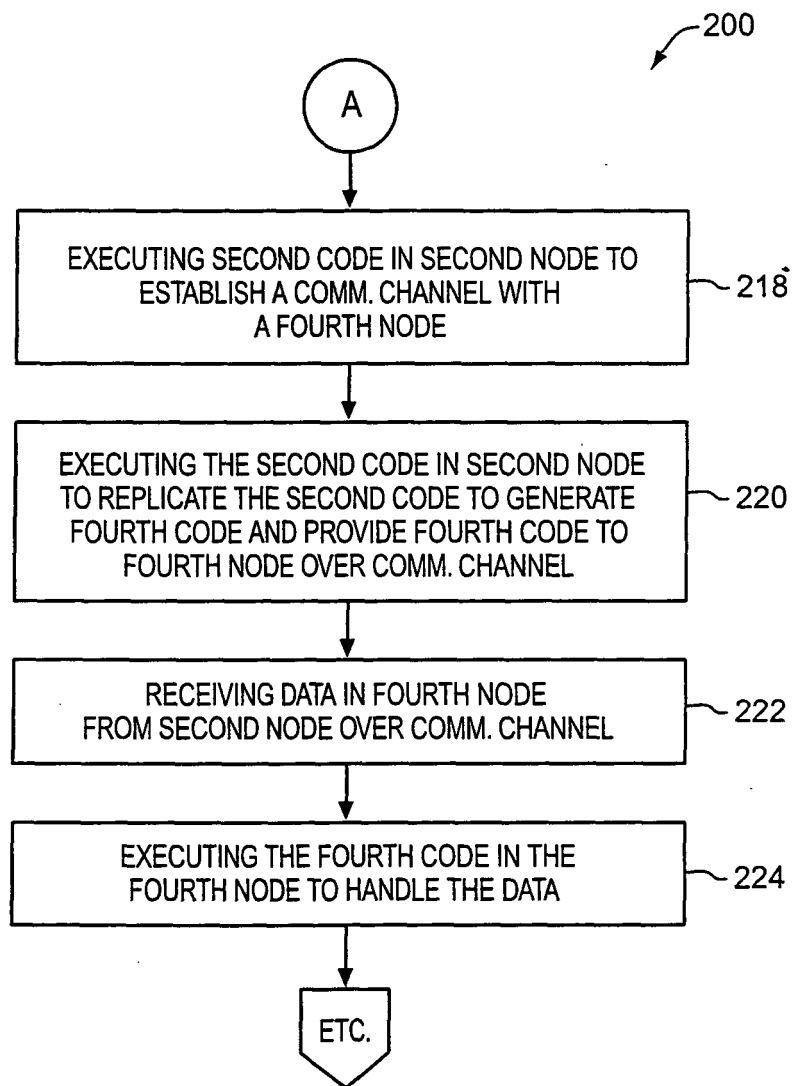 200
A
EXECUTING SECOND CODE IN SECOND NODE TO
ESTABLISH A COMM. CHANNEL WITH
A FOURTH NODE
218
EXECUTING THE SECOND CODE IN SECOND NODE
TO REPLICATE THE SECOND CODE TO GENERATE
FOURTH CODE AND PROVIDE FOURTH CODE TO
FOURTH NODE OVER COMM. CHANNEL
220
RECEIVING DATA IN FOURTH NODE
FROM SECOND NODE OVER COMM. CHANNEL
222
EXECUTING THE FOURTH CODE IN THE
FOURTH NODE TO HANDLE THE DATA
224
ETC.